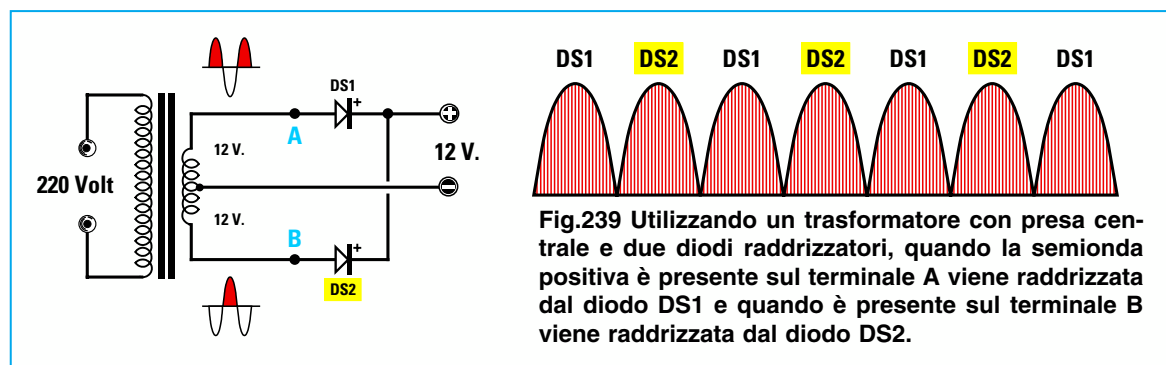 DS1 DS2 DS1 DS2 DS1 DS2 DS1
DS1
+
A
12 V.
12 V.
220 Volt
12 V.
B
+
DS2
Fig.239 Utilizzando un trasformatore con presa cen-
trale e due diodi raddrizzatori, quando la semionda
positiva è presente sul terminale A viene raddrizzata
dal diodo DS1 e quando è presente sul terminale B
viene raddrizzata dal diodo DS2.